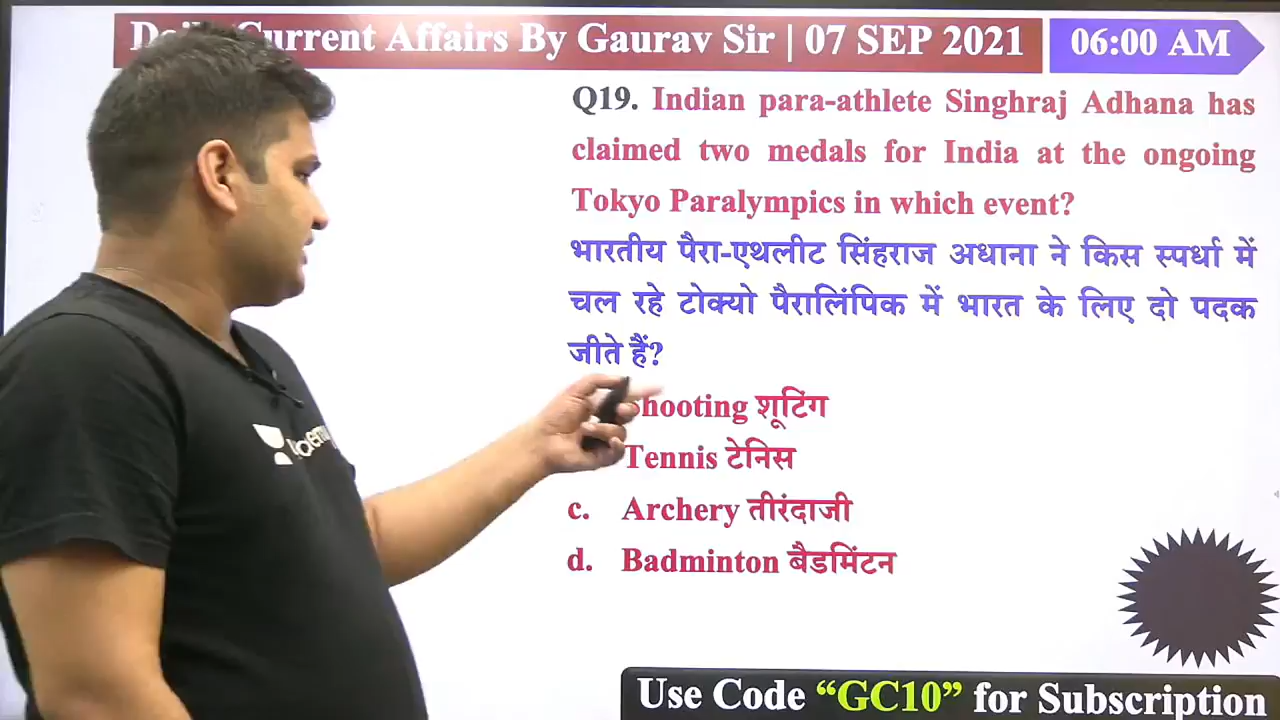 Daily Current Affairs By Gaurav Sir | 07 SEP 2021
06:00 AM
Q19. Indian para-athlete Singhraj Adhana has
claimed two medals for India at the ongoing
Tokyo Paralympics in which event?
भारतीय पैरा-एथलीट सिंहराज अधाना ने किस स्पर्धा में
चल रहे टोक्यो पैरालिंपिक में भारत के लिए दो पदक
जीते हैं?
Shooting शूटिंग
Tennis टेनिस
c. Archery तीरंदाजी
d. Badminton बैडमिंटन
Use Code “GC10” for Subscription